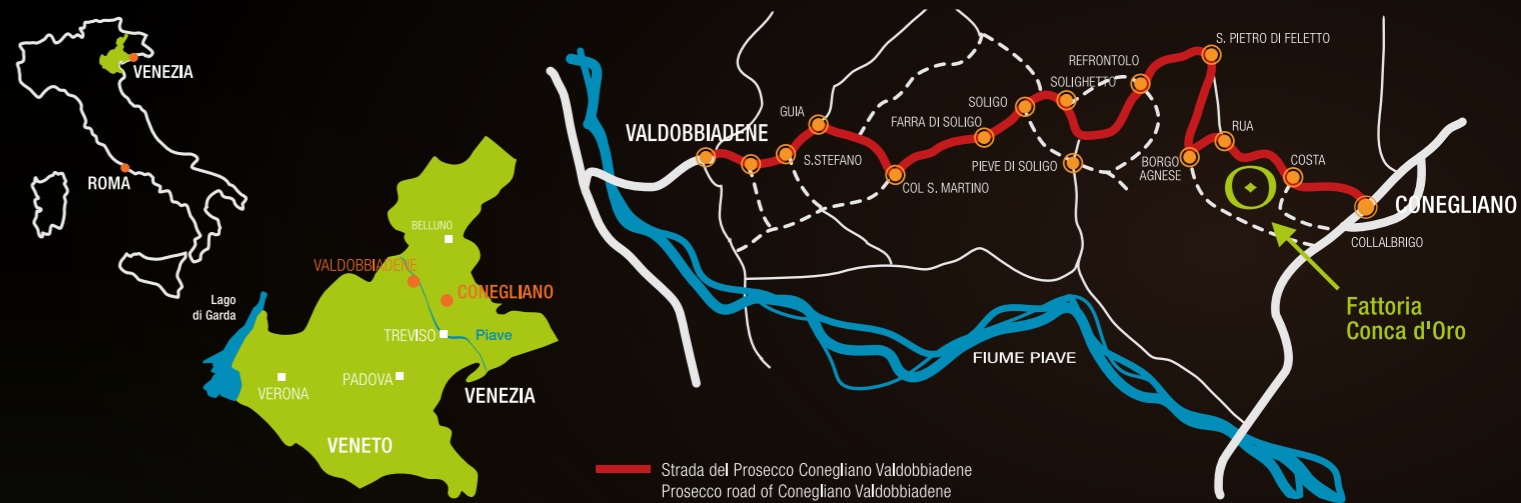 VENEZIA
ROMA
BELLUNO
VALDOBBIADENE
CONEGLIANO
Lago
di Garda
TREVISO
Piave
VERONA
PADOVA
VENEZIA
VENETO
S. PIETRO DI FELETTO
REFRONTOLO
SOLIGHETTO
SOLIGO
GUIA
FARRA DI SOLIGO
VALDOBBIADENE
S.STEFANO
COL S. MARTINO
PIEVE DI SOLIGO
RUA
BORGO
AGNESE
COSTA
CONEGLIANO
COLLALBRIGO
Fattoria
Conca d'Oro
FIUME PIAVE
Strada del Prosecco Conegliano Valdobbiadene
Prosecco road of Conegliano Valdobbiadene